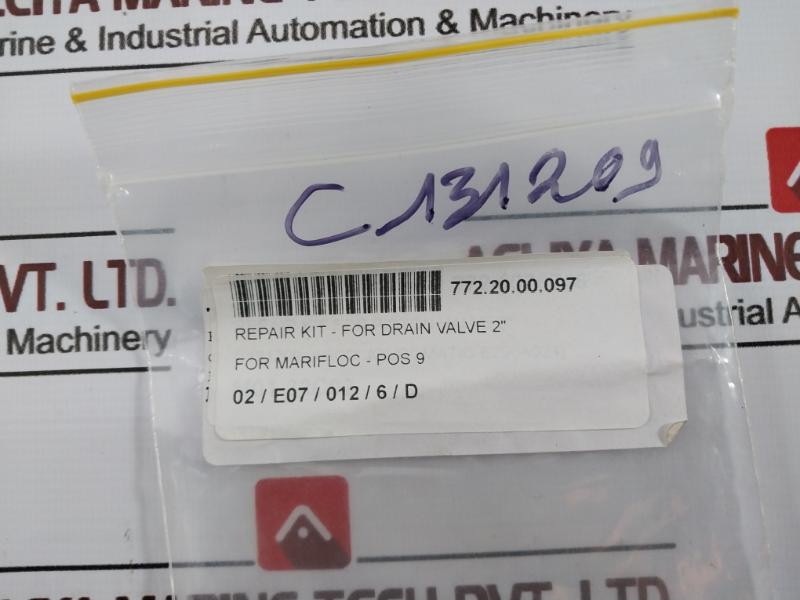 rine & Industrial Automation & Machinery
C131209
VT. LTD.
MARINE
Machinery
ustrial A
772.20.00.097
REPAIR KIT - FOR DRAIN VALVE 2"
FOR MARIFLOC - POS 9
02 / E07 / 012 / 6 / D